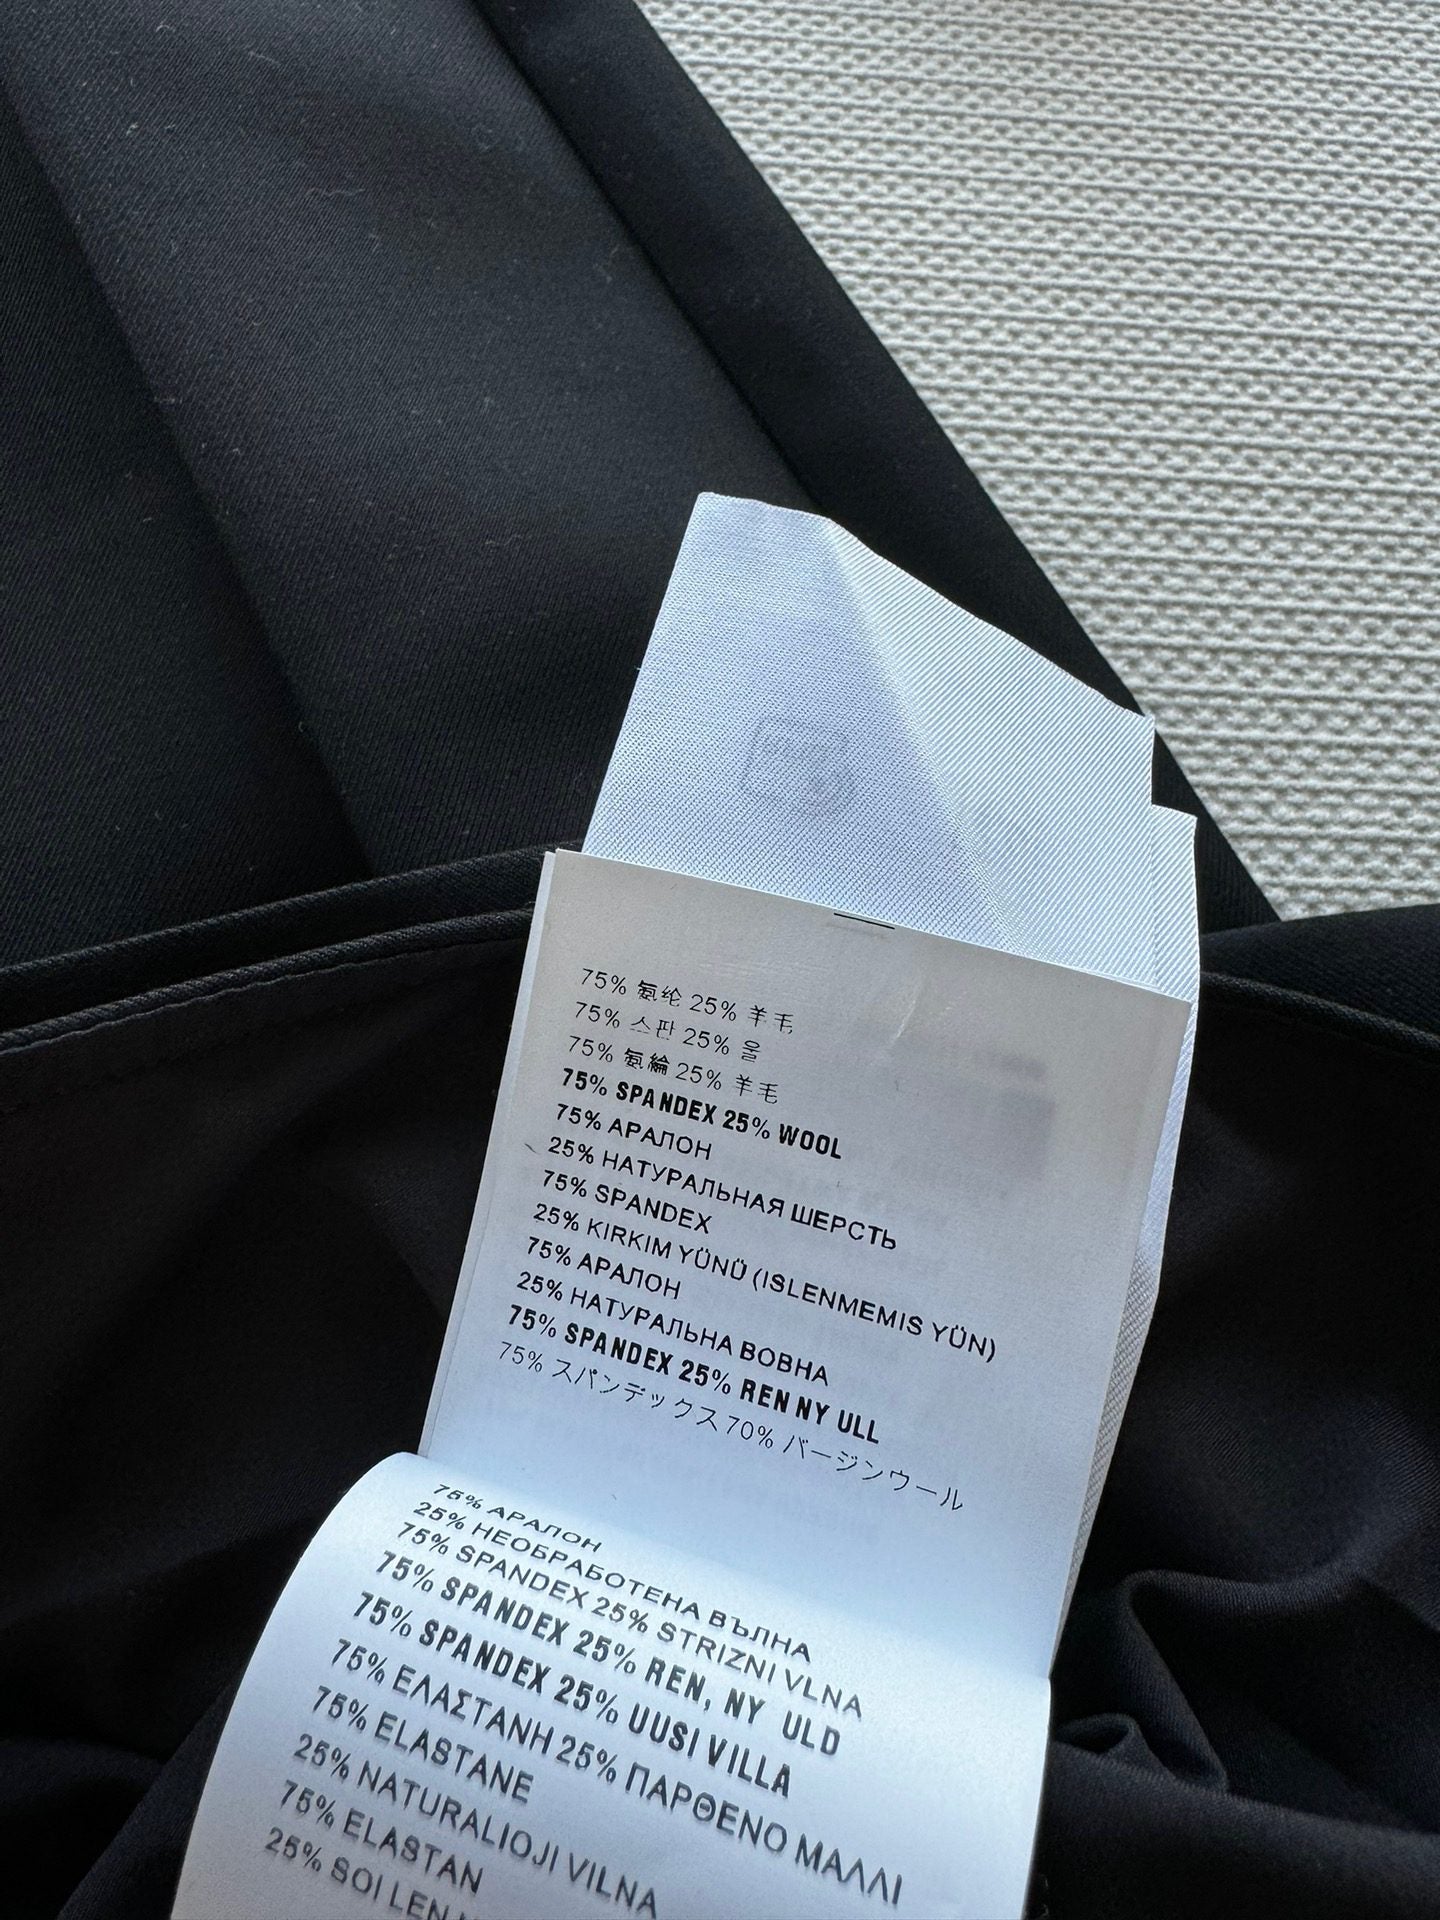 75% 氨纶 25% 羊毛
75% 스판 25% 울
75% 氨綸 25% 羊毛
75% SPANDEX 25% WOOL
75% АРАЛОН
25% НАТУРАЛЬНАЯ ШЕРСТЬ
75% SPANDEX
25% KIRKIM YÜNÜ (ISLENMEMIS YÜN)
75% АРАЛОН
25% НАТУРАЛЬНА ВОВНА
75% SPANDEX 25% REN NY ULL
75% スパンデックス 70% バージンウール
75% АРАЛОН
25% НЕОБРАБОТЕНА ВЪЛНА
75% SPANDEX 25% STRIZNI VLNA
75% SPANDEX 25% REN, NY ULD
75% SPANDEX 25% UUSI VILLA
75% ΕΛΑΣΤΑΝΗ 25% ΠΑΡΘΕΝΟ ΜΑΛΛΙ
75% ELASTANE
25% NATURALIOJI VILNA
75% ELASTAN
25% SOI LEN